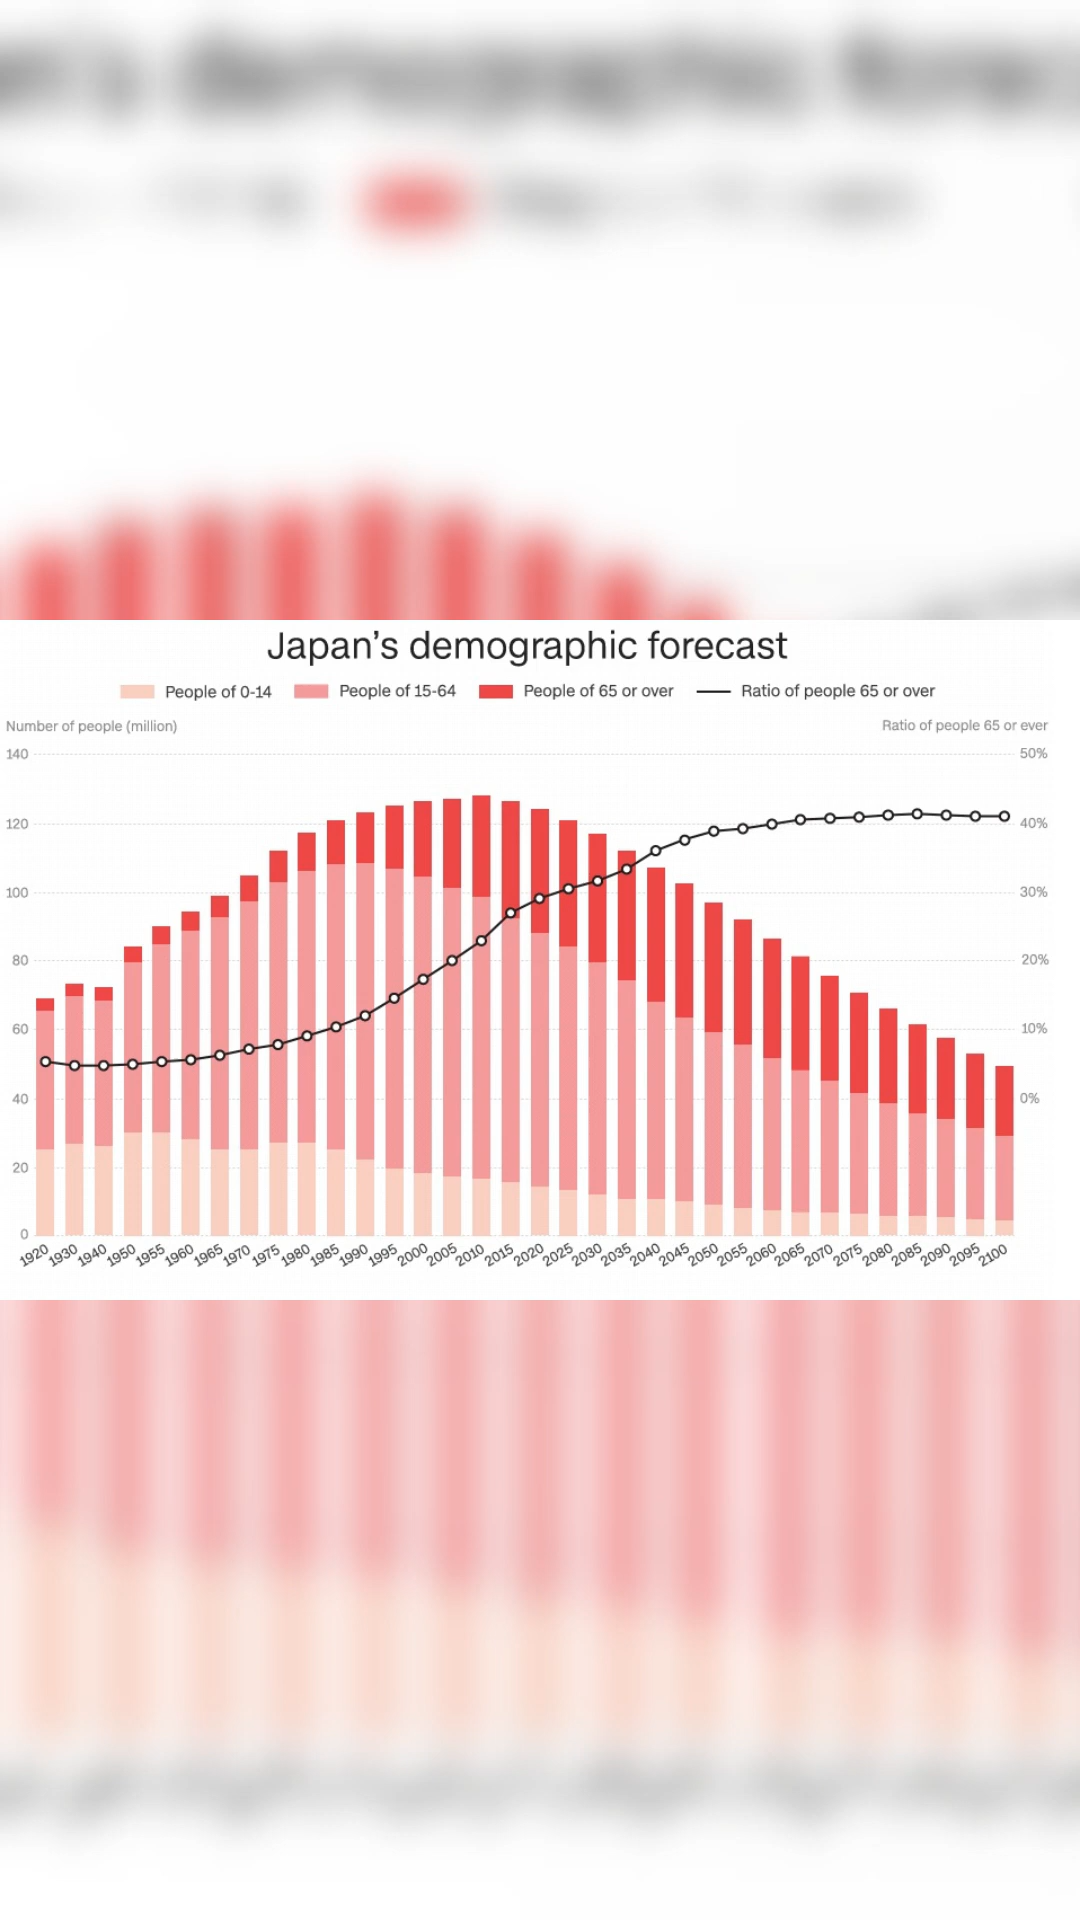 Japan's demographic forecast
People of 0-14 People of 15-64 People of 65 or over Ratio of people 65 or over
Number of people (million) Ratio of people 65 or ever
140 50%
120 40%
100 30%
80 20%
60 10%
40 0%
20
0
1920 1930 1940 1950 1955 1960 1965 1970 1975 1980 1985 1990 1995 2000 2005 2010 2015 2020 2025 2030 2035 2040 2045 2050 2055 2060 2065 2070 2075 2080 2085 2090 2095 2100